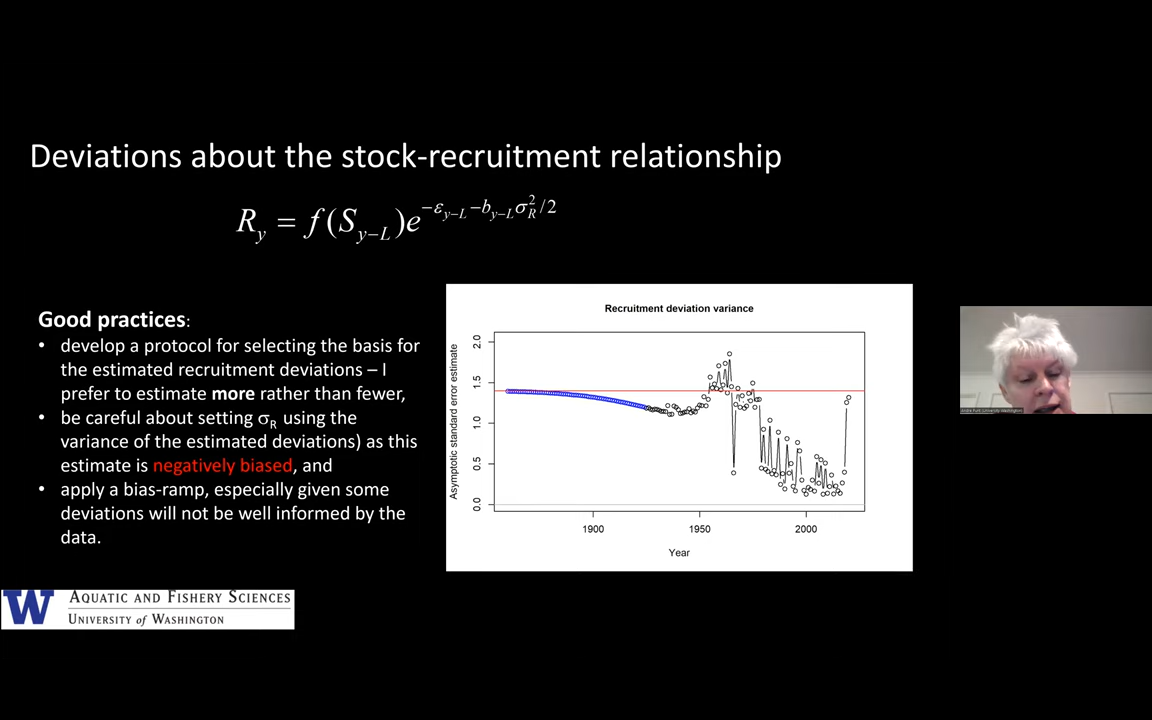 Deviations about the stock-recruitment relationship
R_y = f(S_{y-L})e^{-ε_{y-L}-b_{y-L}σ_R^2/2}
Good practices:
• develop a protocol for selecting the basis for
the estimated recruitment deviations – I
prefer to estimate more rather than fewer,
• be careful about setting σ_R using the
variance of the estimated deviations) as this
estimate is negatively biased, and
• apply a bias-ramp, especially given some
deviations will not be well informed by the
data.
Recruitment deviation variance
Asymptotic standard error estimate
2.0
1.5
1.0
0.5
0.0
1900 1950 2000
Year
W
AQUATIC AND FISHERY SCIENCES
UNIVERSITY of WASHINGTON